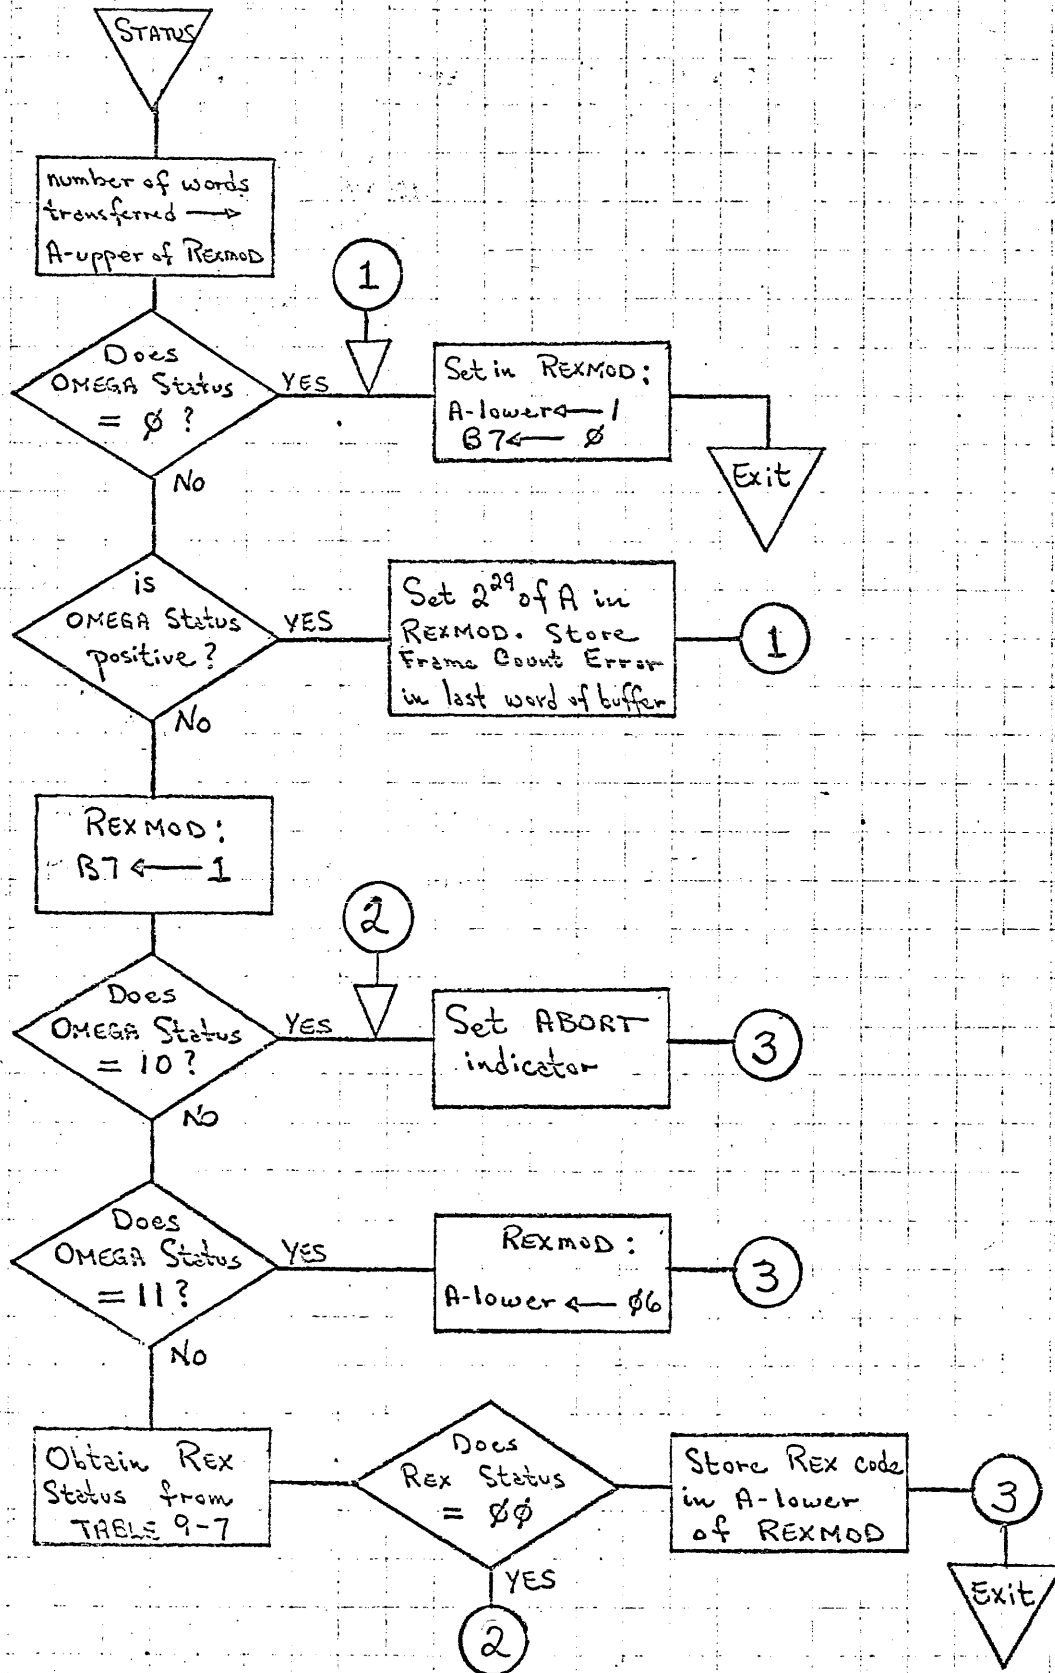 STATUS
number of words
transferred →
A-upper of REXMOD
1
Does
OMEGA Status
= Ø ?
YES
Set in REXMOD:
A-lower ← 1
B7 ← Ø
Exit
No
is
OMEGA Status
positive?
YES
Set 2²⁹ of A in
REXMOD. Store
Frame Count Error
in last word of buffer
1
No
REXMOD:
B7 ← 1
2
Does
OMEGA Status
= 10?
YES
Set ABORT
indicator
3
No
Does
OMEGA Status
= 11?
YES
REXMOD:
A-lower ← Ø6
3
No
Obtain REX
Status from
TABLE 9-7
Does
REX Status
= ØØ
Store REX code
in A-lower
of REXMOD
3
YES
Exit
2